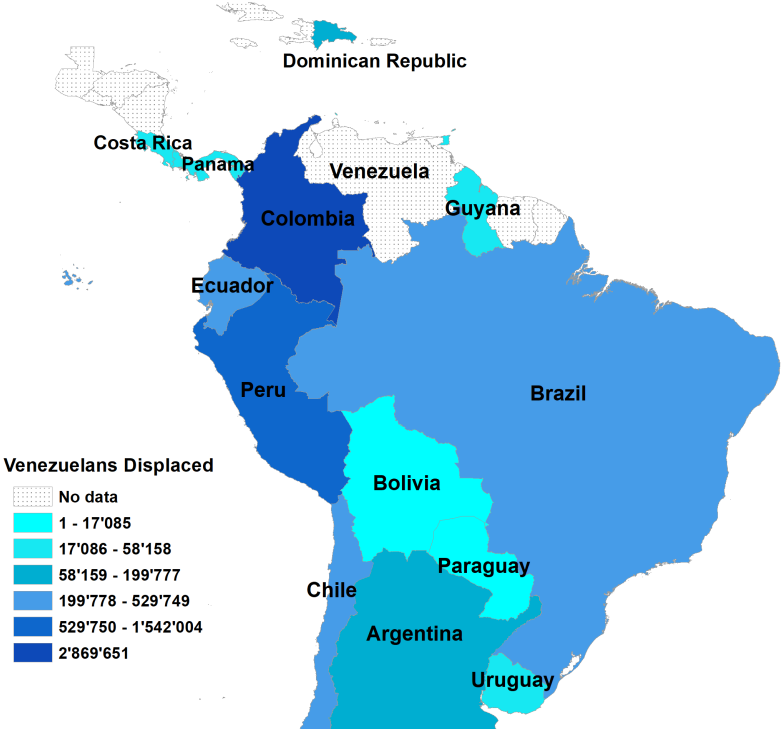 Dominican Republic
Costa Rica
Panama
Venezuela
Guyana
Colombia
Ecuador
Peru
Brazil
Venezuelans Displaced
No data
1 - 17'085
17'086 - 58'158
58'159 - 199'777
199'778 - 529'749
529'750 - 1'542'004
2'869'651
Bolivia
Paraguay
Chile
Argentina
Uruguay